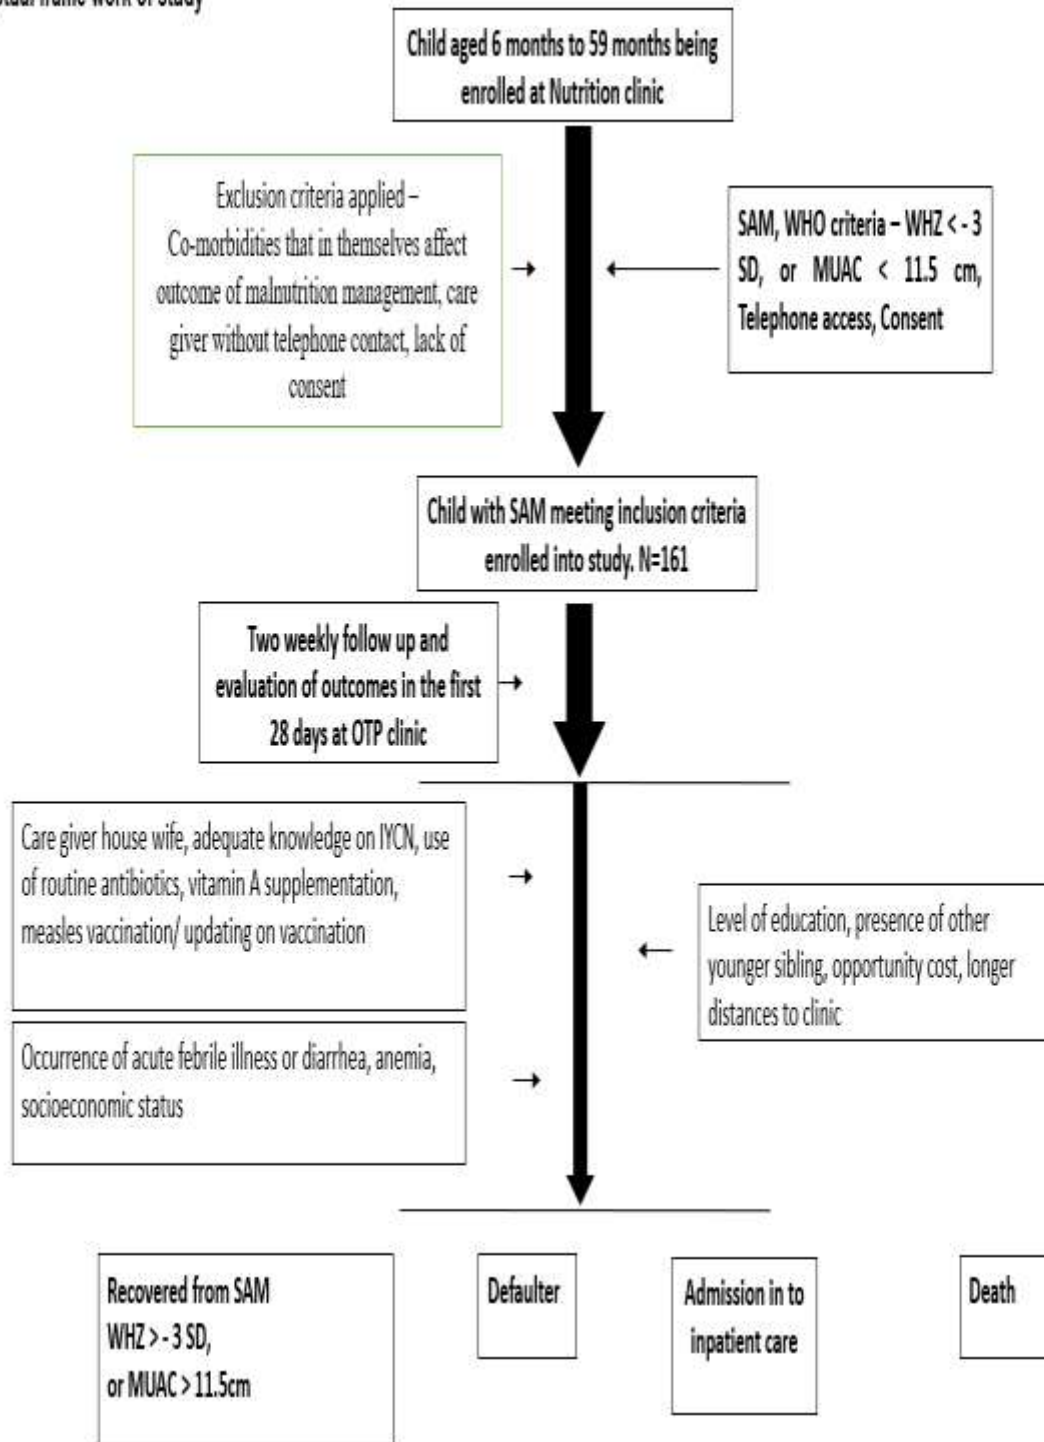 frame work of study
Child aged 6 months to 59 months being
enrolled at Nutrition clinic
Exclusion criteria applied –
Co-morbidities that in themselves affect
outcome of malnutrition management, care
giver without telephone contact, lack of
consent
SAM, WHO criteria – WHZ < - 3
SD, or MUAC < 11.5 cm,
Telephone access, Consent
Child with SAM meeting inclusion criteria
enrolled into study. N=161
Two weekly follow up and
evaluation of outcomes in the first
28 days at OTP clinic
Care giver house wife, adequate knowledge on IYCN, use
of routine antibiotics, vitamin A supplementation,
measles vaccination/ updating on vaccination
Level of education, presence of other
younger sibling, opportunity cost, longer
distances to clinic
Occurrence of acute febrile illness or diarrhea, anemia,
socioeconomic status
Recovered from SAM
WHZ > - 3 SD,
or MUAC > 11.5cm
Defaulter
Admission in to
inpatient care
Death